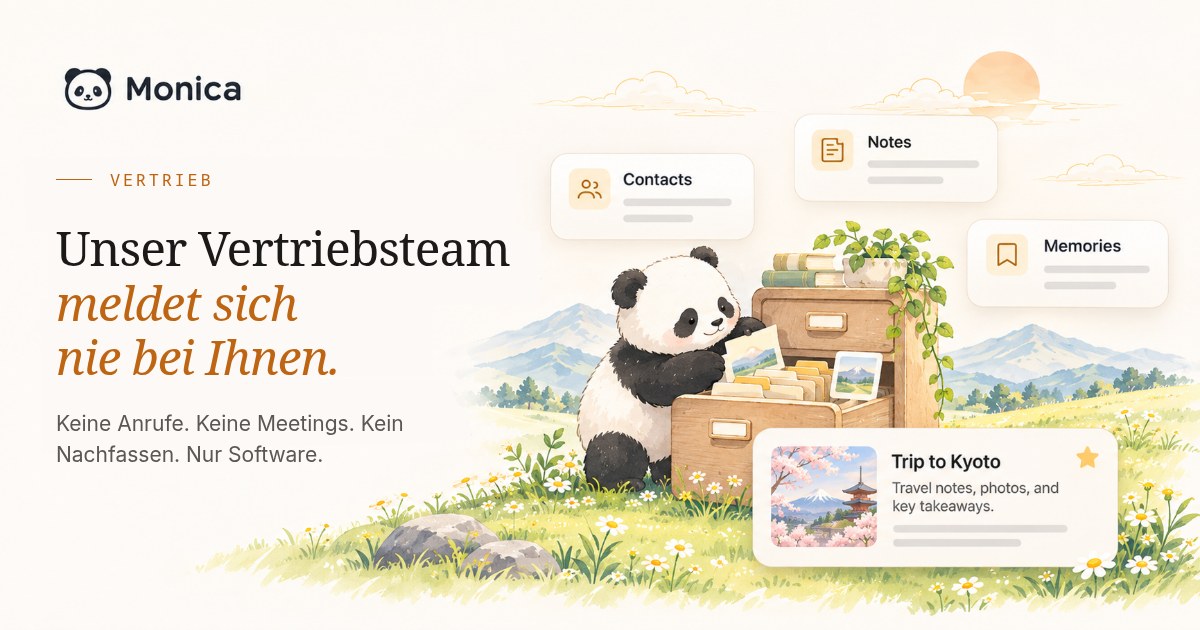 Monica
VERTRIEB
Unser Vertriebsteam
meldet sich
nie bei Ihnen.
Keine Anrufe. Keine Meetings. Kein
Nachfassen. Nur Software.
Contacts
Notes
Memories
Trip to Kyoto
Travel notes, photos, and
key takeaways.